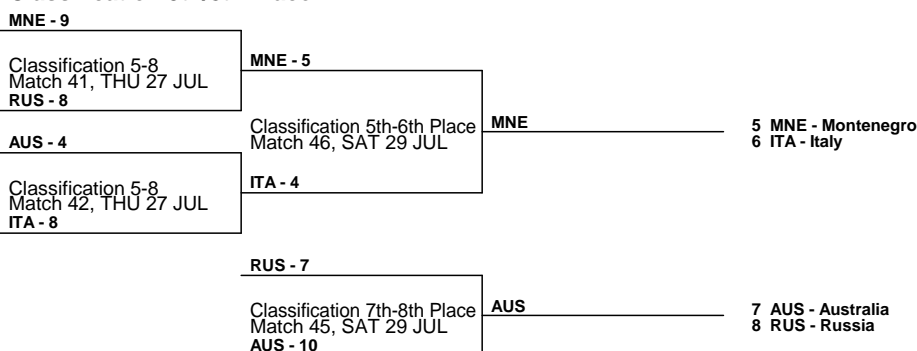 MNE - 9
Classification 5-8
Match 41, THU 27 JUL
RUS - 8
AUS - 4
Classification 5-8
Match 42, THU 27 JUL
ITA - 8
MNE - 5
Classification 5th-6th Place
Match 46, SAT 29 JUL
ITA - 4
MNE
5 MNE - Montenegro
6 ITA - Italy
RUS - 7
Classification 7th-8th Place
Match 45, SAT 29 JUL
AUS - 10
AUS
7 AUS - Australia
8 RUS - Russia